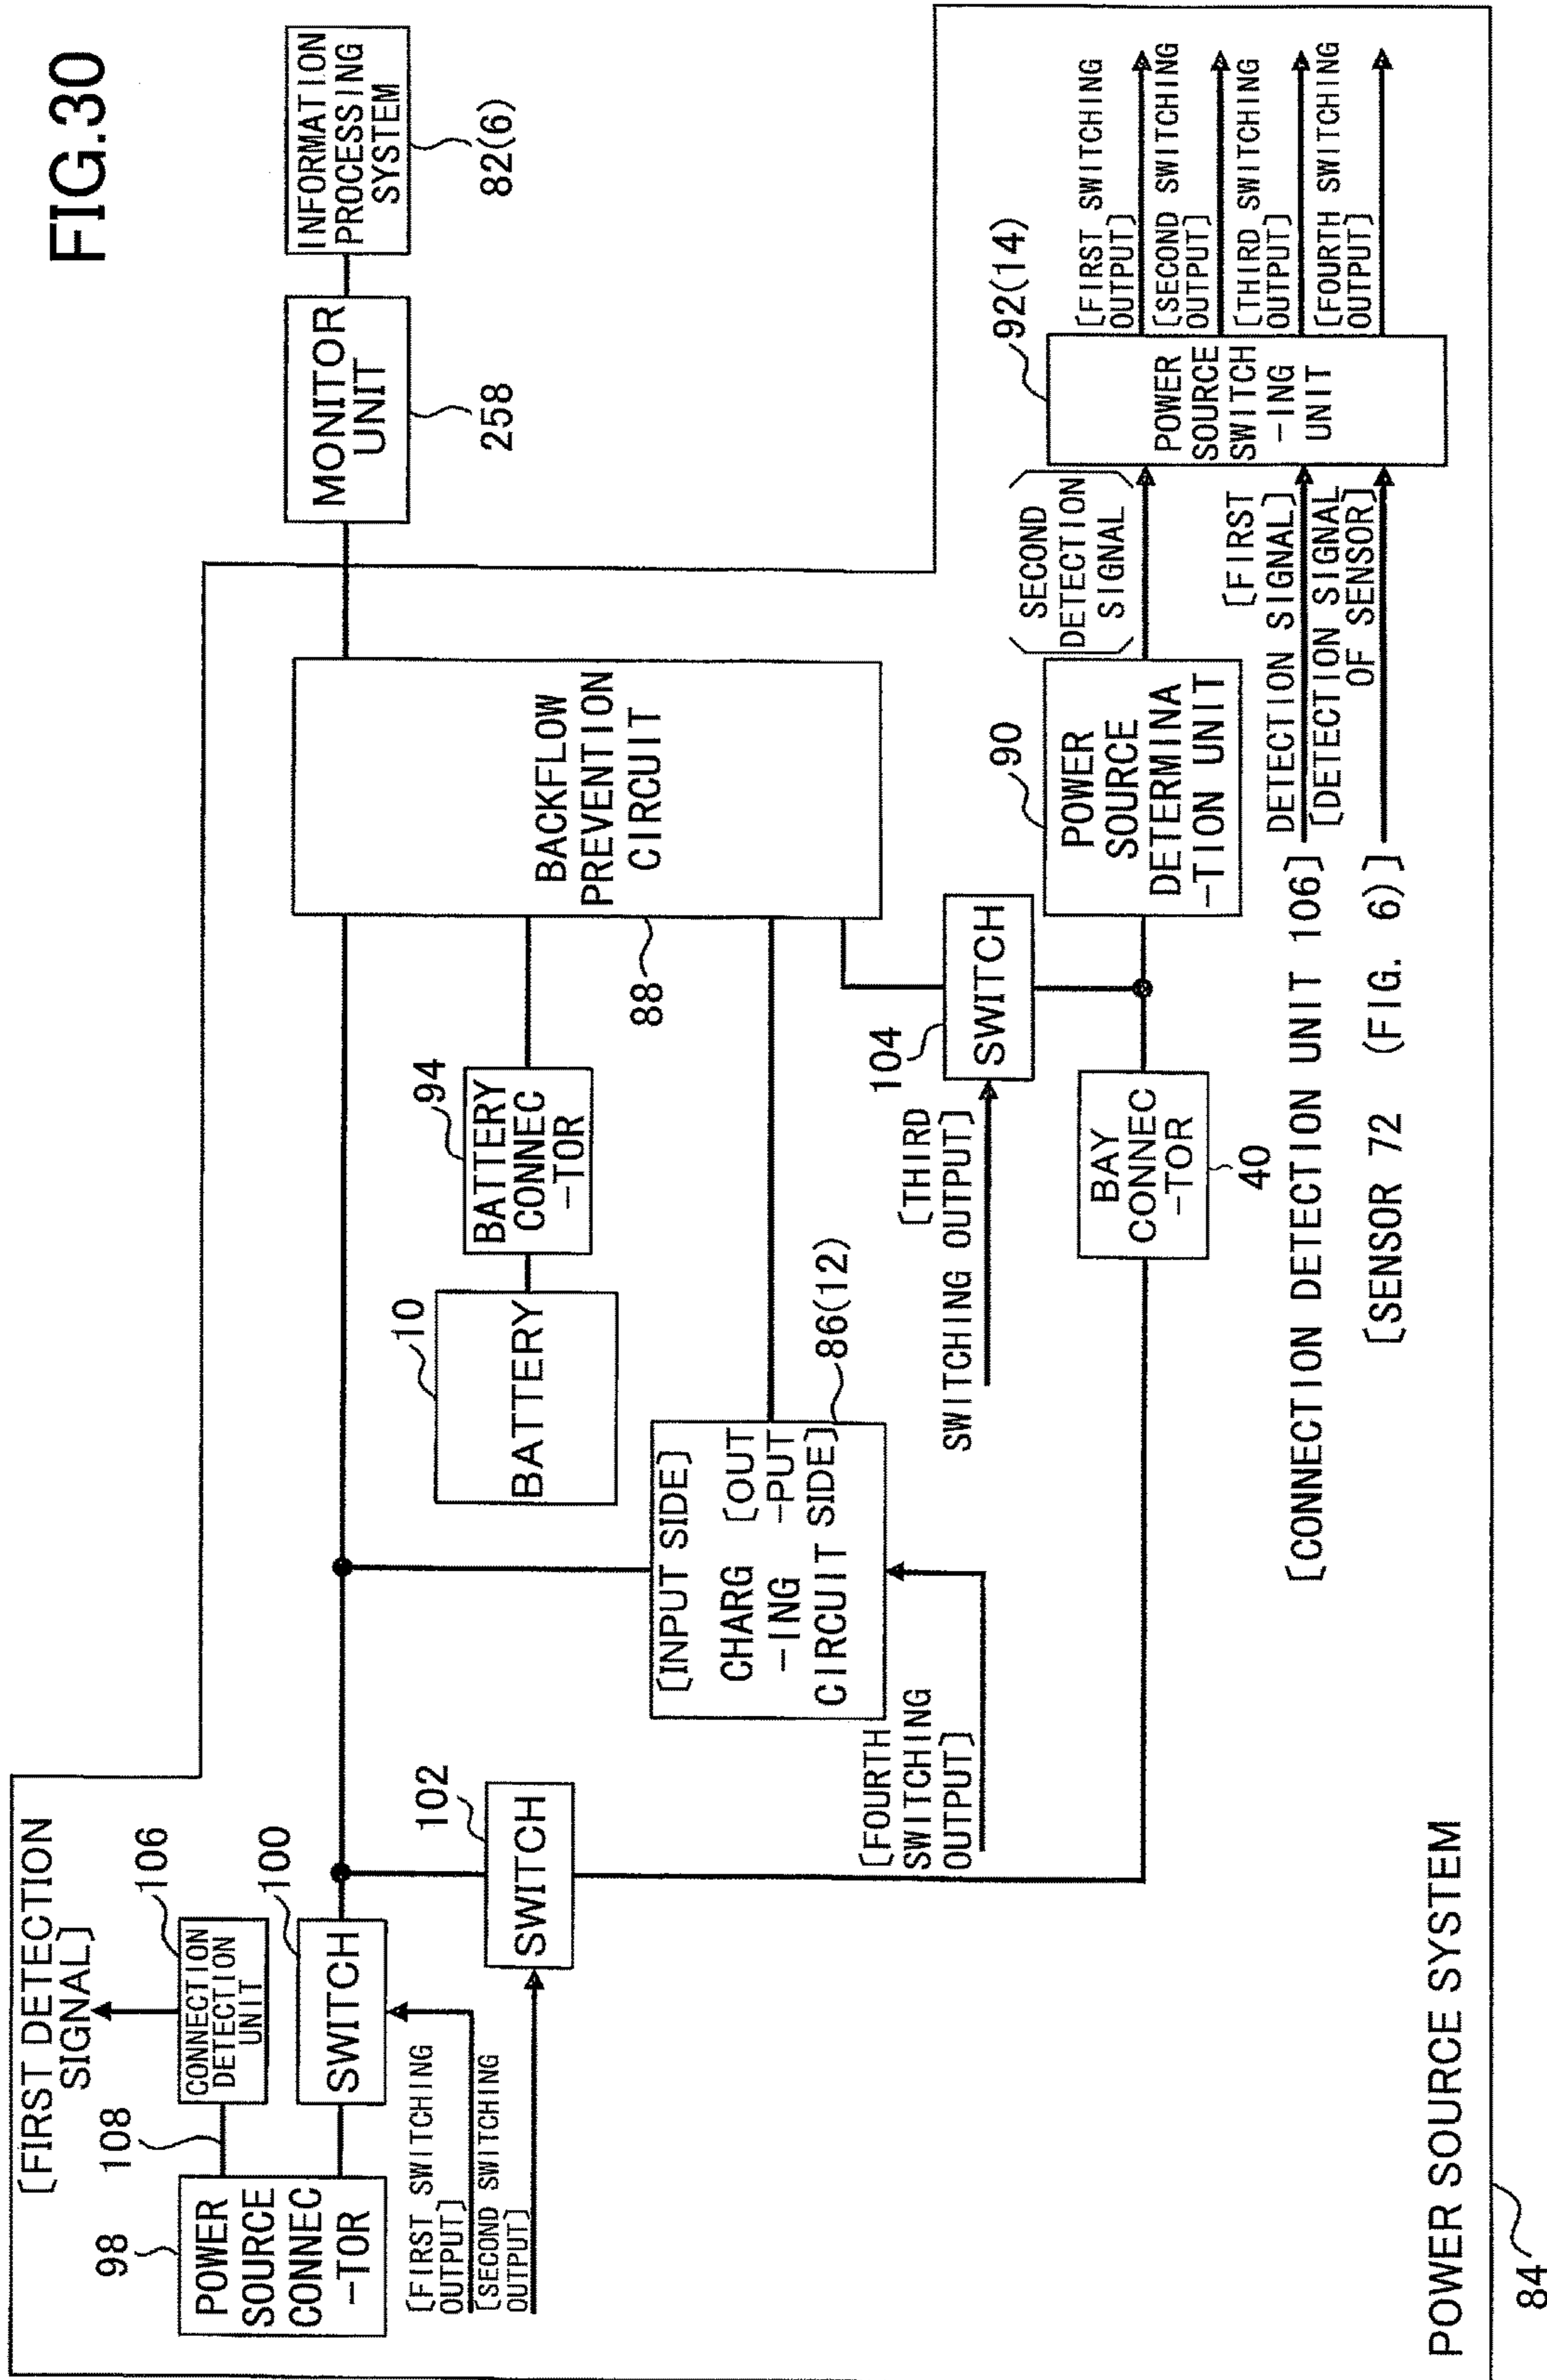 FIG.30
[FIRST DETECTION
SIGNAL]
108
106
98
POWER
SOURCE
CONNEC
-TOR
CONNECTION
DETECTION
UNIT
100
SWITCH
[FIRST SWITCHING
OUTPUT]
[SECOND SWITCHING
OUTPUT]
102
SWITCH
10
BATTERY
94
BATTERY
CONNEC
-TOR
88
BACKFLOW
PREVENTION
CIRCUIT
MONITOR
UNIT
258
INFORMATION
PROCESSING
SYSTEM
82(6)
[INPUT SIDE]
CHARG
-ING
CIRCUIT
[OUT
-PUT
SIDE]
86(12)
[FOURTH
SWITCHING
OUTPUT]
[THIRD
SWITCHING OUTPUT]
104
SWITCH
BAY
CONNEC
-TOR
40
90
POWER
SOURCE
DETERMINA
-TION UNIT
(SECOND
DETECTION
SIGNAL)
92(14)
POWER
SOURCE
SWITCH
-ING
UNIT
[FIRST SWITCHING
OUTPUT]
[SECOND SWITCHING
OUTPUT]
[THIRD SWITCHING
OUTPUT]
[FOURTH SWITCHING
OUTPUT]
[FIRST
DETECTION SIGNAL]
[DETECTION SIGNAL
OF SENSOR]
[CONNECTION DETECTION UNIT 106]
[SENSOR 72 (FIG. 6)]
POWER SOURCE SYSTEM
84